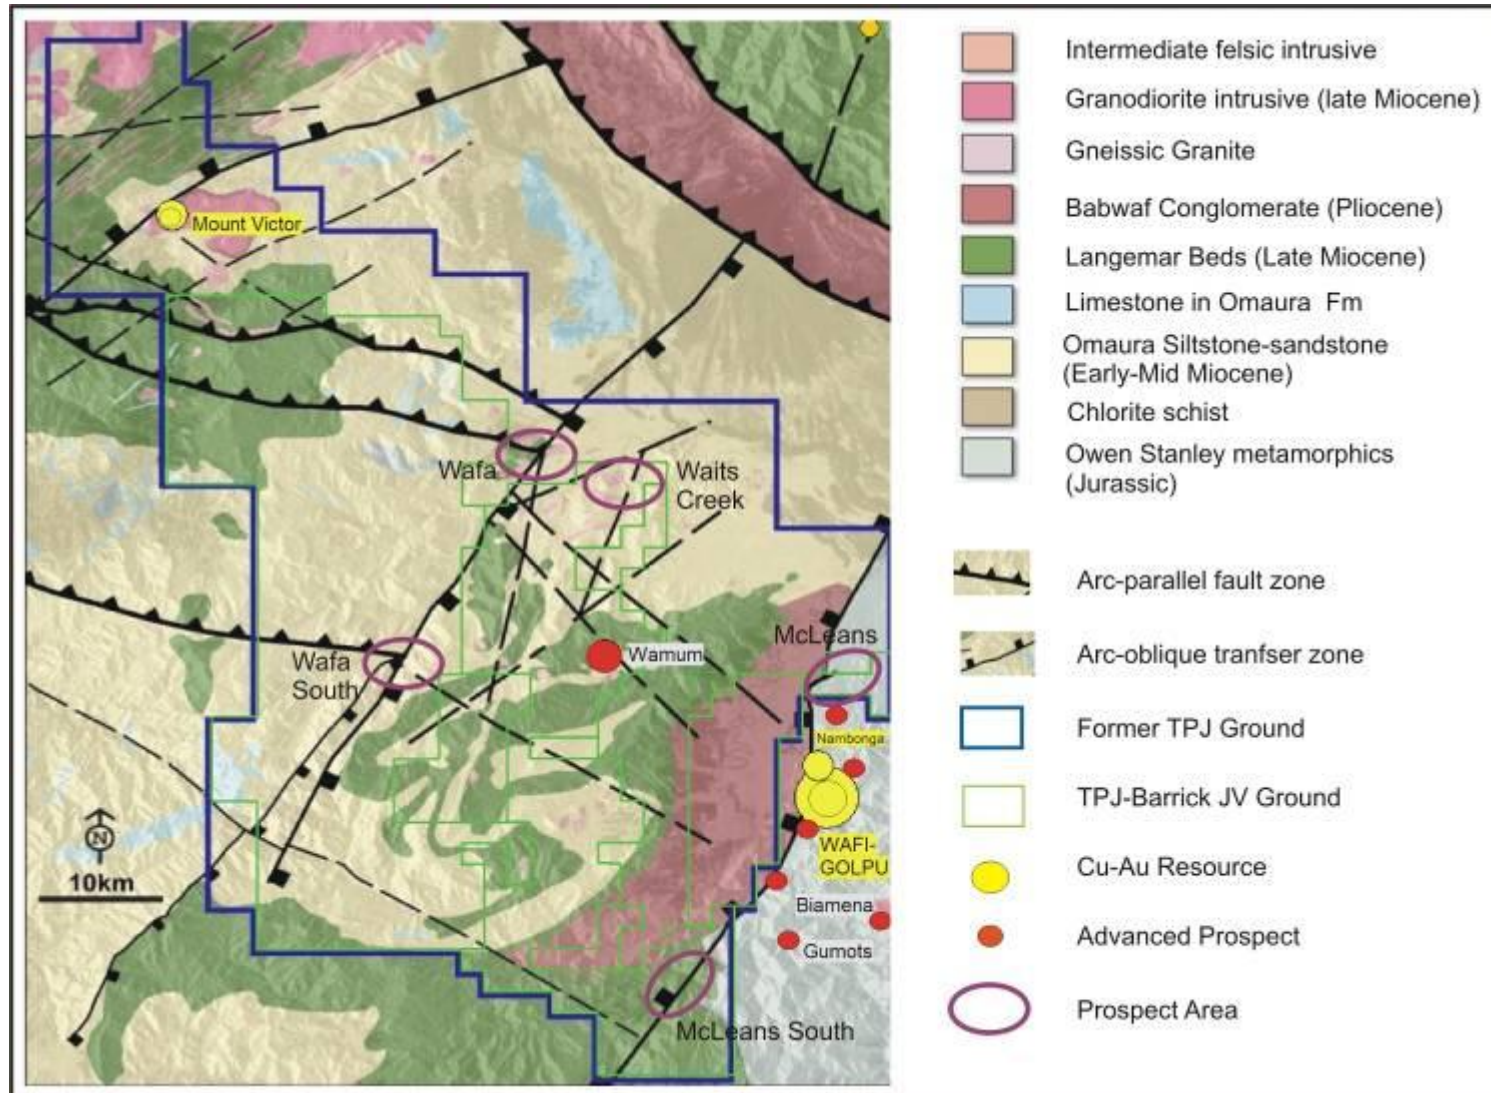 Mount Victor
Wafa
Waits
Creek
McLeans
Wamum
Wafa
South
Nambonga
WAFI-
GOLPU
Biamena
Gumots
McLeans South
N
10km
Intermediate felsic intrusive
Granodiorite intrusive (late Miocene)
Gneissic Granite
Babwaf Conglomerate (Pliocene)
Langemar Beds (Late Miocene)
Limestone in Omaura Fm
Omaura Siltstone-sandstone
(Early-Mid Miocene)
Chlorite schist
Owen Stanley metamorphics
(Jurassic)
Arc-parallel fault zone
Arc-oblique tranfser zone
Former TPJ Ground
TPJ-Barrick JV Ground
Cu-Au Resource
Advanced Prospect
Prospect Area